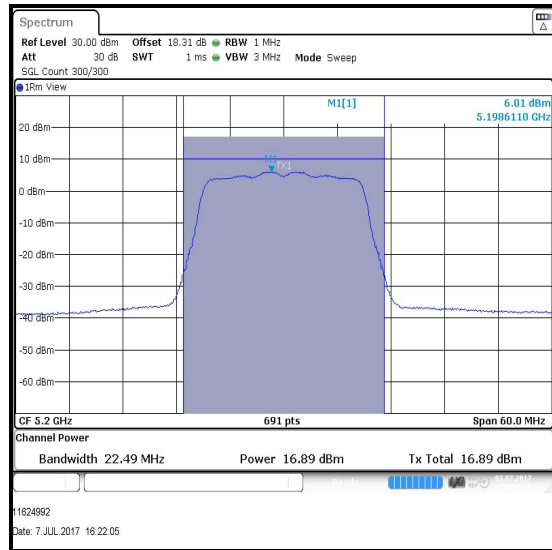 Spectrum
Ref Level 30.00 dBm Offset 18.31 dB RBW 1 MHz
Att 30 dB SWT 1 ms VBW 3 MHz Mode Sweep
SGL Count 300/300
1Rm View
M1[1] 6.01 dBm
5.1986110 GHz
20 dBm
10 dBm
M1
TX1
0 dBm
-10 dBm
-20 dBm
-30 dBm
-40 dBm
-50 dBm
-60 dBm
CF 5.2 GHz 691 pts Span 60.0 MHz
Channel Power
Bandwidth 22.49 MHz Power 16.89 dBm Tx Total 16.89 dBm
Ready 07.07.2017
11624992
Date: 7.JUL.2017 16:22:05